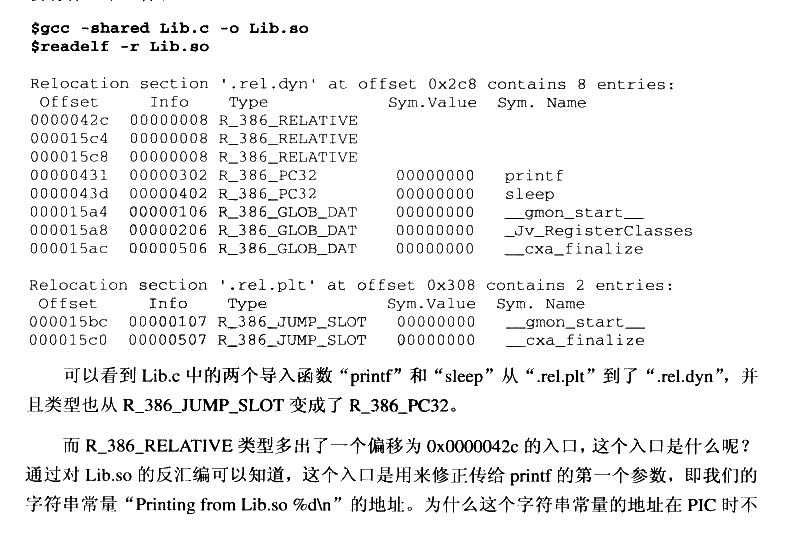 $gcc -shared Lib.c -o Lib.so
$readelf -r Lib.so
Relocation section '.rel.dyn' at offset 0x2c8 contains 8 entries:
Offset Info Type Sym.Value Sym. Name
0000042c 00000008 R_386_RELATIVE
000015c4 00000008 R_386_RELATIVE
000015c8 00000008 R_386_RELATIVE
00000431 00000302 R_386_PC32 00000000 printf
0000043d 00000402 R_386_PC32 00000000 sleep
000015a4 00000106 R_386_GLOB_DAT 00000000 __gmon_start__
000015a8 00000206 R_386_GLOB_DAT 00000000 _Jv_RegisterClasses
000015ac 00000506 R_386_GLOB_DAT 00000000 __cxa_finalize
Relocation section '.rel.plt' at offset 0x308 contains 2 entries:
Offset Info Type Sym.Value Sym. Name
000015bc 00000107 R_386_JUMP_SLOT 00000000 __gmon_start__
000015c0 00000507 R_386_JUMP_SLOT 00000000 __cxa_finalize
可以看到 Lib.c 中的两个导入函数“printf”和“sleep”从“.rel.plt”到了“.rel.dyn”，并
且类型也从 R_386_JUMP_SLOT 变成了 R_386_PC32。
而 R_386_RELATIVE 类型多出了一个偏移为 0x0000042c 的入口，这个入口是什么呢？
通过对 Lib.so 的反汇编可以知道，这个入口是用来修正传给 printf 的第一个参数，即我们的
字符串常量“Printing from Lib.so %d\n”的地址。为什么这个字符串常量的地址在 PIC 时不